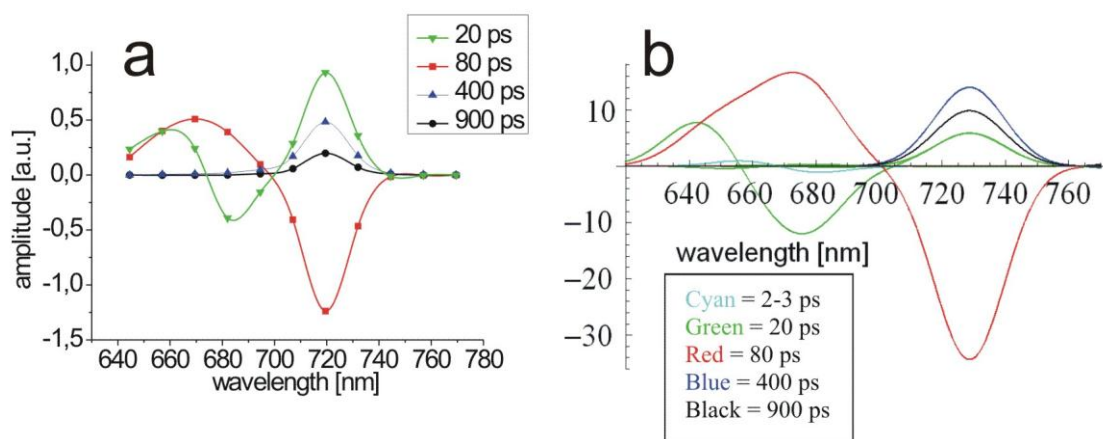 a
20 ps
80 ps
400 ps
900 ps
1,0
0,5
0,0
-0,5
-1,0
-1,5
amplitude [a.u.]
640 660 680 700 720 740 760 780
wavelength [nm]
b
10
−10
−20
−30
640 660 680 700 720 740 760
wavelength [nm]
Cyan = 2-3 ps
Green = 20 ps
Red = 80 ps
Blue = 400 ps
Black = 900 ps